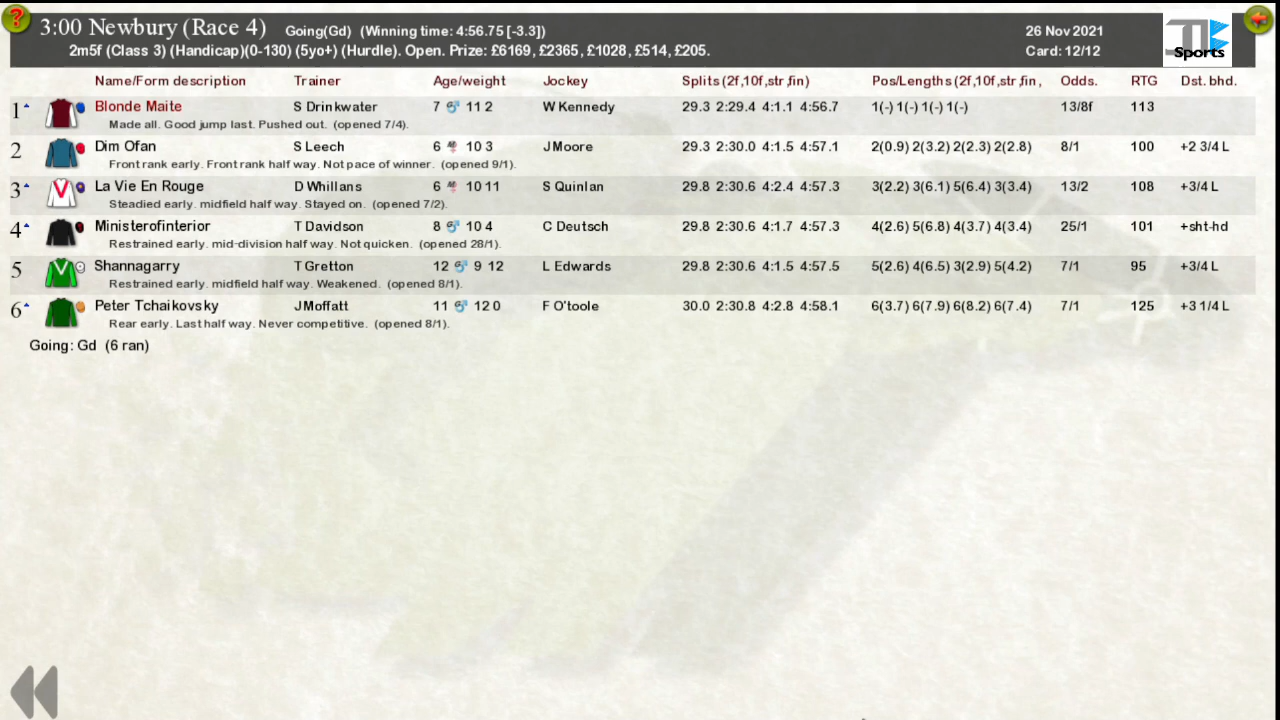 ?
3:00 Newbury (Race 4) Going(Gd) (Winning time: 4:56.75 [-3.3]) 26 Nov 2021
2m5f (Class 3) (Handicap)(0-130) (5yo+) (Hurdle). Open. Prize: £6169, £2365, £1028, £514, £205. Card: 12/12
Sports
Name/Form description Trainer Age/weight Jockey Splits (2f,10f,str,fin) Pos/Lengths (2f,10f,str,fin, Odds. RTG Dst. bhd.
1 Blonde Maite S Drinkwater 7 11 2 W Kennedy 29.3 2:29.4 4:1.1 4:56.7 1(-) 1(-) 1(-) 1(-) 13/8f 113
Made all. Good jump last. Pushed out. (opened 7/4).
2 Dim Ofan S Leech 6 10 3 J Moore 29.3 2:30.0 4:1.5 4:57.1 2(0.9) 2(3.2) 2(2.3) 2(2.8) 8/1 100 +2 3/4 L
Front rank early. Front rank half way. Not pace of winner. (opened 9/1).
3 La Vie En Rouge D Whillans 6 10 11 S Quinlan 29.8 2:30.6 4:2.4 4:57.3 3(2.2) 3(6.1) 5(6.4) 3(3.4) 13/2 108 +3/4 L
Steadied early. midfield half way. Stayed on. (opened 7/2).
4 Ministerofinterior T Davidson 8 10 4 C Deutsch 29.8 2:30.6 4:1.7 4:57.3 4(2.6) 5(6.8) 4(3.7) 4(3.4) 25/1 101 +sht-hd
Restrained early. mid-division half way. Not quicken. (opened 28/1).
5 Shannagarry T Gretton 12 9 12 L Edwards 29.8 2:30.6 4:1.5 4:57.5 5(2.6) 4(6.5) 3(2.9) 5(4.2) 7/1 95 +3/4 L
Restrained early. midfield half way. Weakened. (opened 8/1).
6 Peter Tchaikovsky J Moffatt 11 12 0 F O'toole 30.0 2:30.8 4:2.8 4:58.1 6(3.7) 6(7.9) 6(8.2) 6(7.4) 7/1 125 +3 1/4 L
Rear early. Last half way. Never competitive. (opened 8/1).
Going: Gd (6 ran)